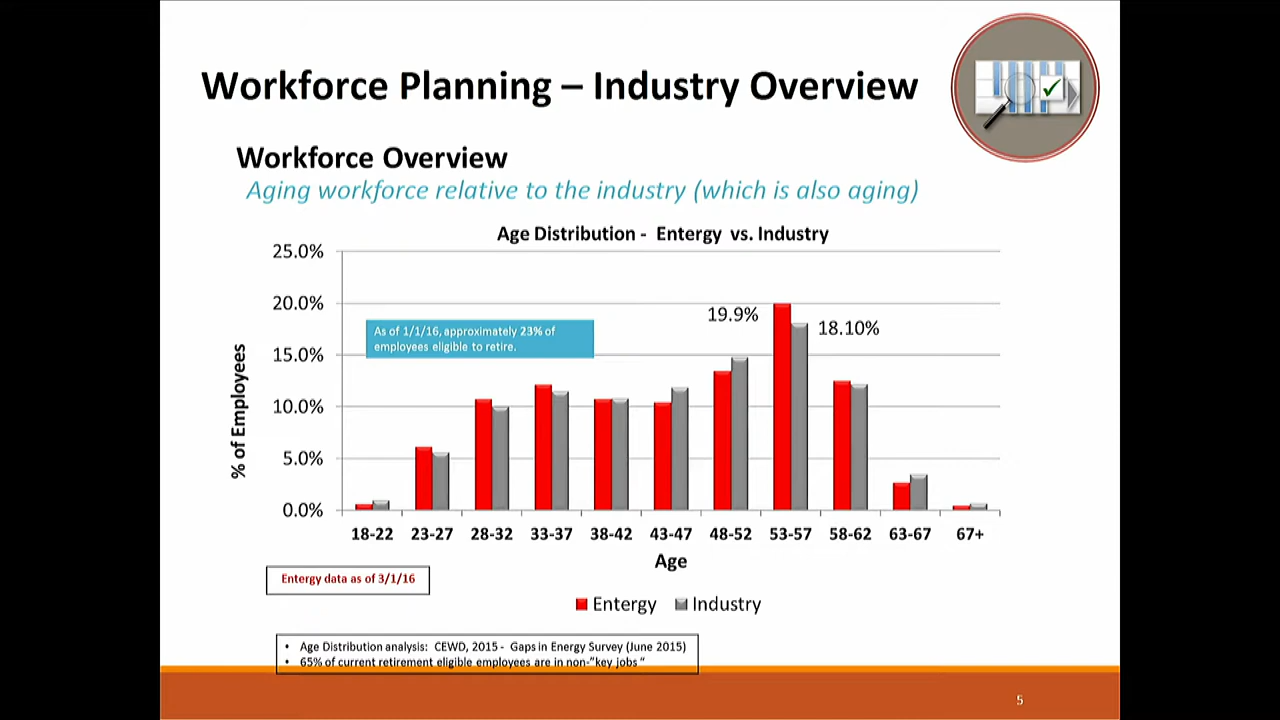 Workforce Planning – Industry Overview
Workforce Overview
Aging workforce relative to the industry (which is also aging)
Age Distribution - Entergy vs. Industry
25.0%
20.0%
15.0%
10.0%
5.0%
0.0%
% of Employees
As of 1/1/16, approximately 23% of
employees eligible to retire.
19.9%
18.10%
18-22 23-27 28-32 33-37 38-42 43-47 48-52 53-57 58-62 63-67 67+
Age
Entergy data as of 3/1/16
Entergy Industry
• Age Distribution analysis: CEWD, 2015 - Gaps in Energy Survey (June 2015)
• 65% of current retirement eligible employees are in non-"key jobs "
5